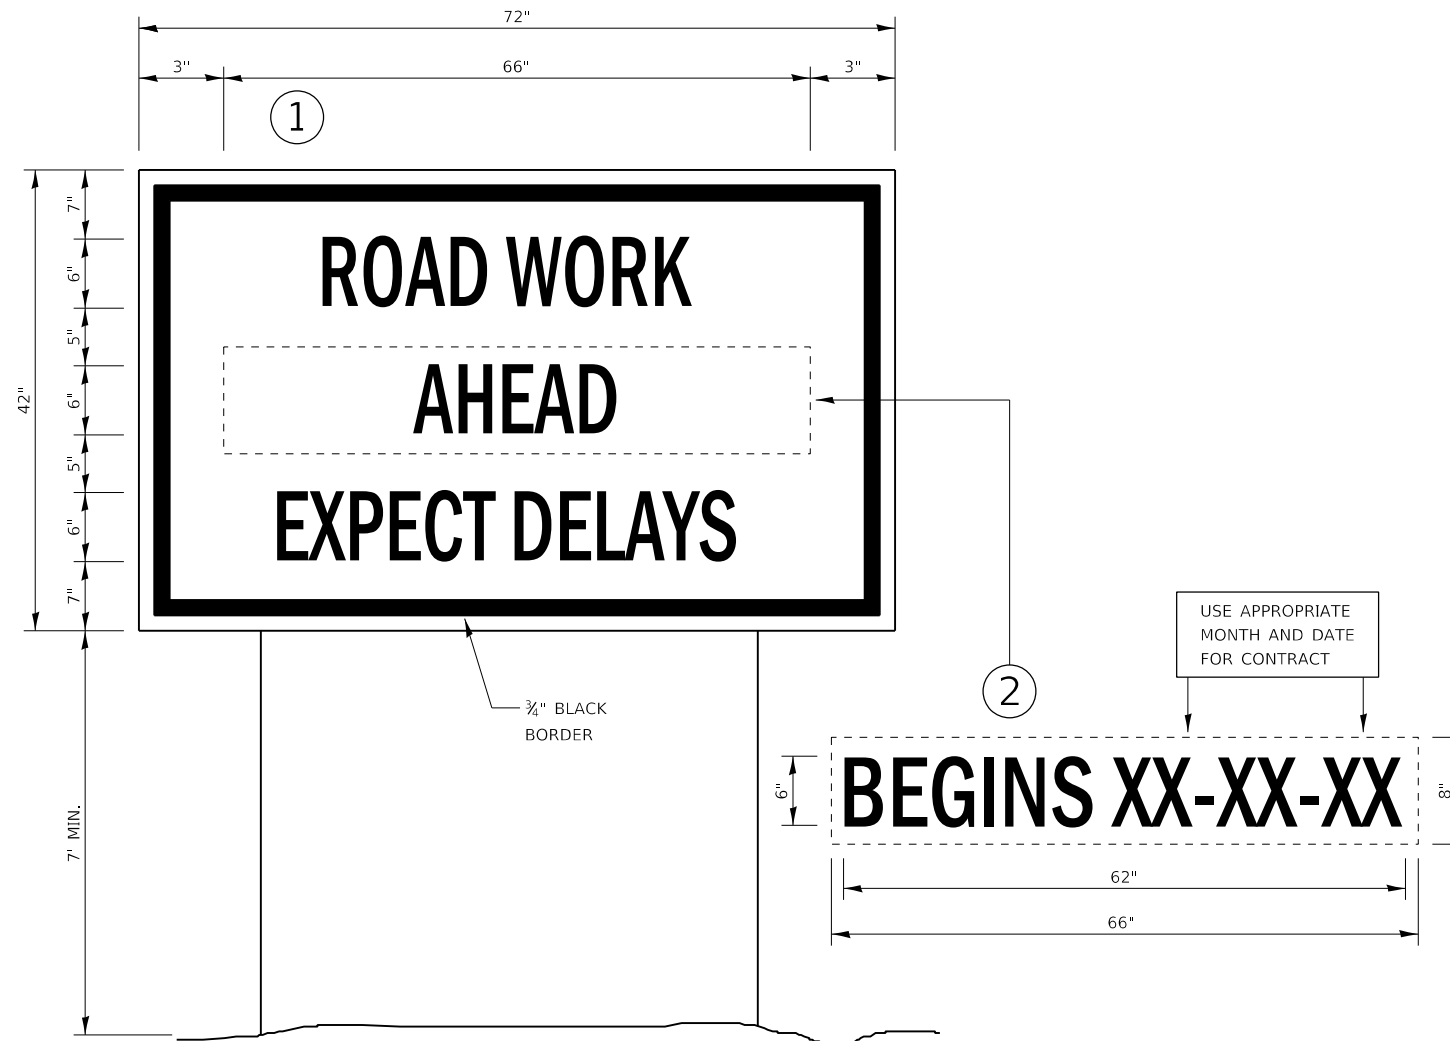 72"
3" 66" 3"
1
7"
6"
5"
6"
5"
6"
7"
42"
7' MIN.
ROAD WORK
AHEAD
EXPECT DELAYS
¾" BLACK
BORDER
2
USE APPROPRIATE
MONTH AND DATE
FOR CONTRACT
6"
BEGINS XX-XX-XX
8"
62"
66"